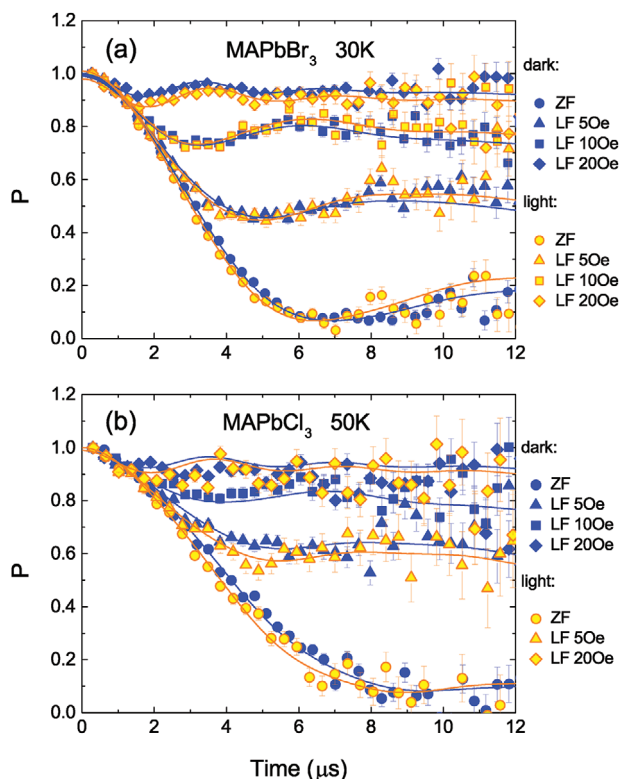 (a) MAPbBr₃ 30K
P
1.2
1.0
0.8
0.6
0.4
0.2
0.0
0 2 4 6 8 10 12
dark:
ZF
LF 5Oe
LF 10Oe
LF 20Oe
light:
ZF
LF 5Oe
LF 10Oe
LF 20Oe
(b) MAPbCl₃ 50K
P
1.2
1.0
0.8
0.6
0.4
0.2
0.0
0 2 4 6 8 10 12
Time (μs)
dark:
ZF
LF 5Oe
LF 10Oe
LF 20Oe
light:
ZF
LF 5Oe
LF 20Oe